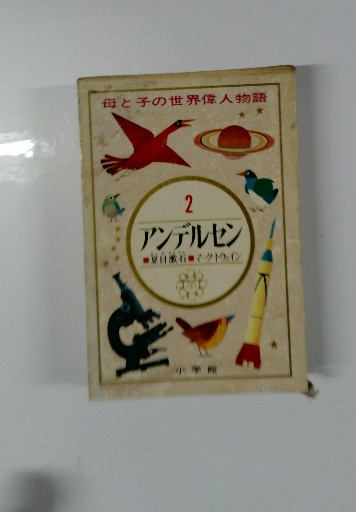 母と子の世界偉人物語
2
アンデルセン
■夏目漱石■マーク・トウェイン
小学館